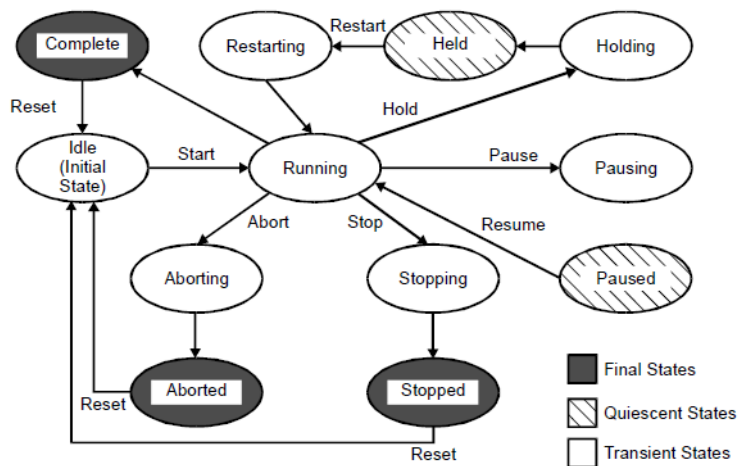 Complete
Restarting
Restart
Held
Holding
Reset
Hold
Idle
(Initial
State)
Start
Running
Pause
Pausing
Abort
Stop
Resume
Aborting
Stopping
Paused
Aborted
Stopped
Reset
Reset
Final States
Quiescent States
Transient States